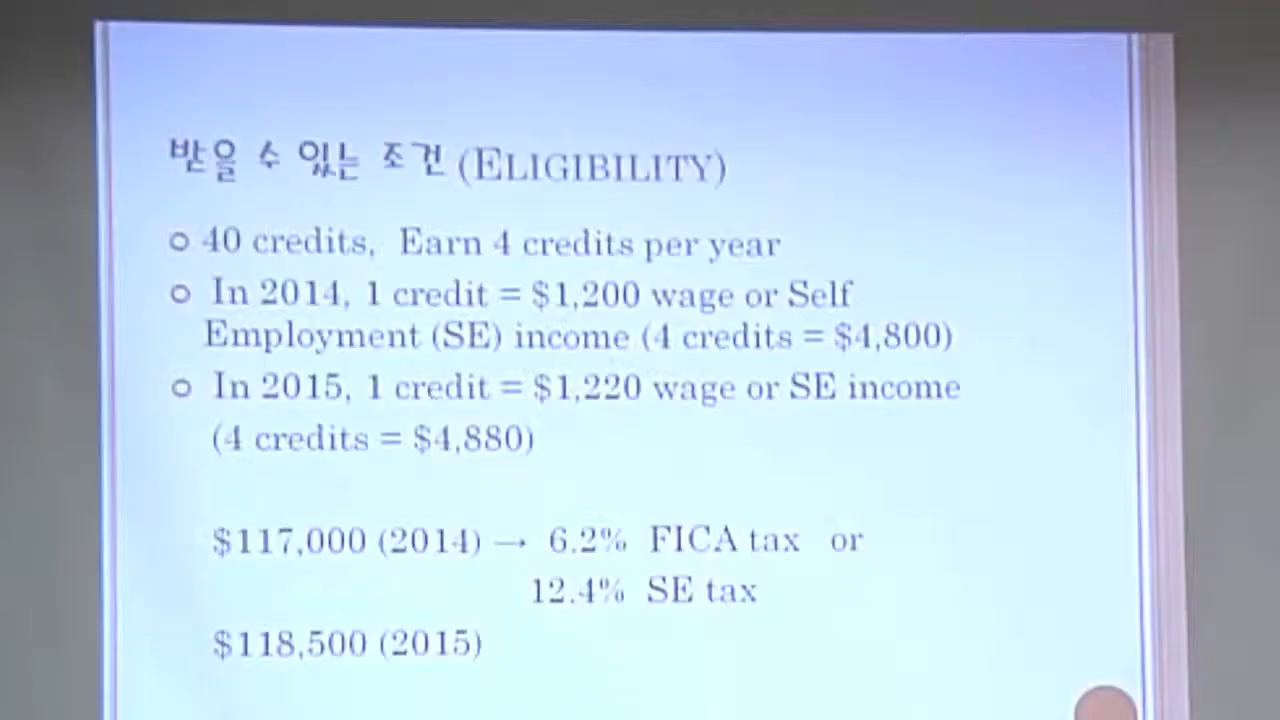 받을 수 있는 조건 (ELIGIBILITY)
40 credits, Earn 4 credits per year
In 2014, 1 credit = $1,200 wage or Self
Employment (SE) income (4 credits = $4,800)
In 2015, 1 credit = $1,220 wage or SE income
(4 credits = $4,880)
$117,000 (2014) → 6.2% FICA tax or
12.4% SE tax
$118,500 (2015)